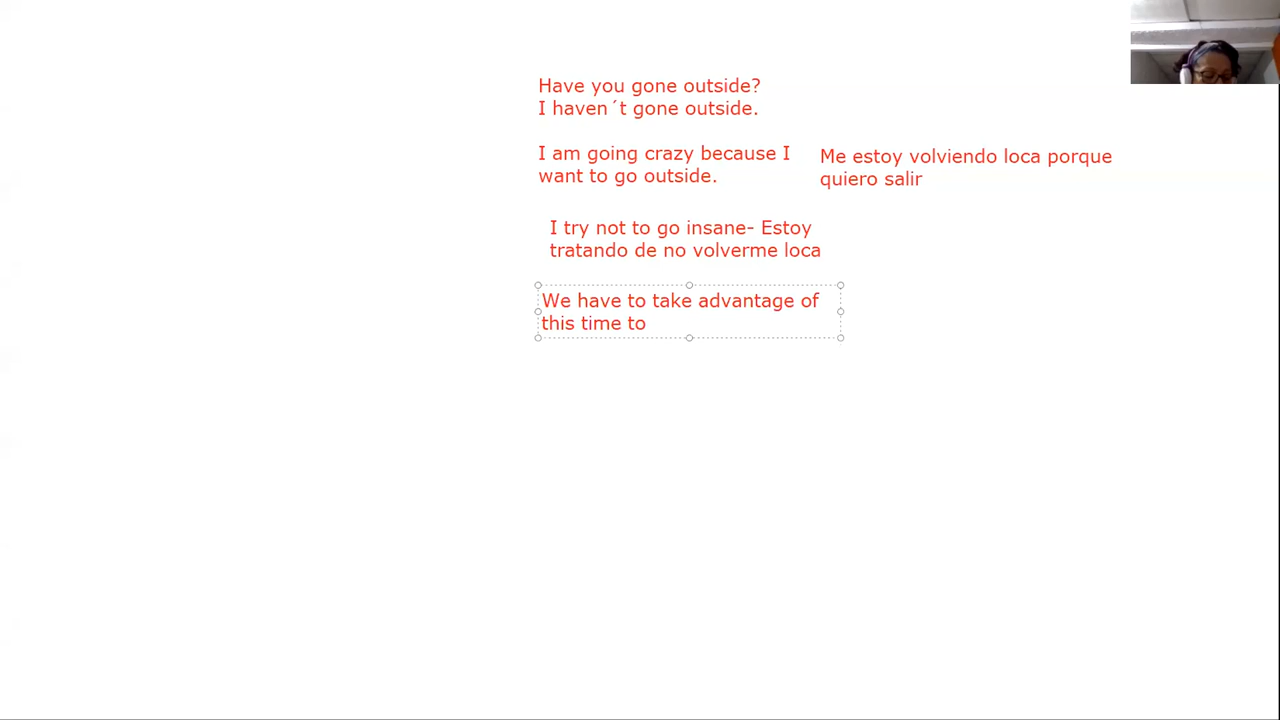 Have you gone outside?
I haven´t gone outside.
I am going crazy because I
want to go outside.
Me estoy volviendo loca porque
quiero salir
I try not to go insane- Estoy
tratando de no volverme loca
We have to take advantage of
this time to